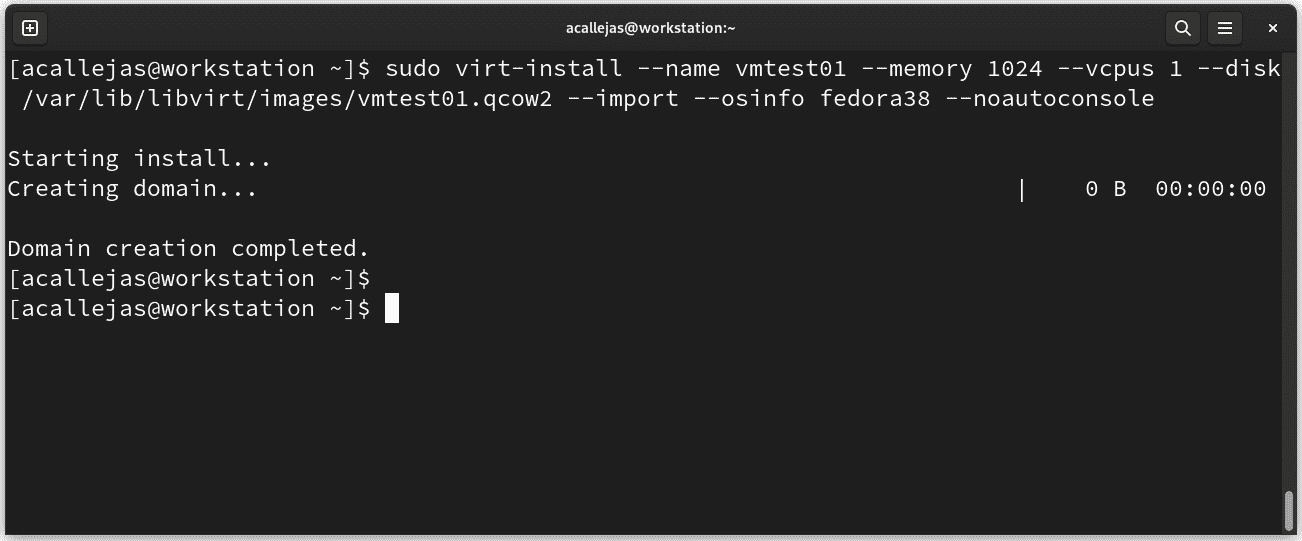 acallejas@workstation:~
[acallejas@workstation ~]$ sudo virt-install --name vmtest01 --memory 1024 --vcpus 1 --disk
/var/lib/libvirt/images/vmtest01.qcow2 --import --osinfo fedora38 --noautoconsole
Starting install...
Creating domain... | 0 B 00:00:00
Domain creation completed.
[acallejas@workstation ~]$
[acallejas@workstation ~]$